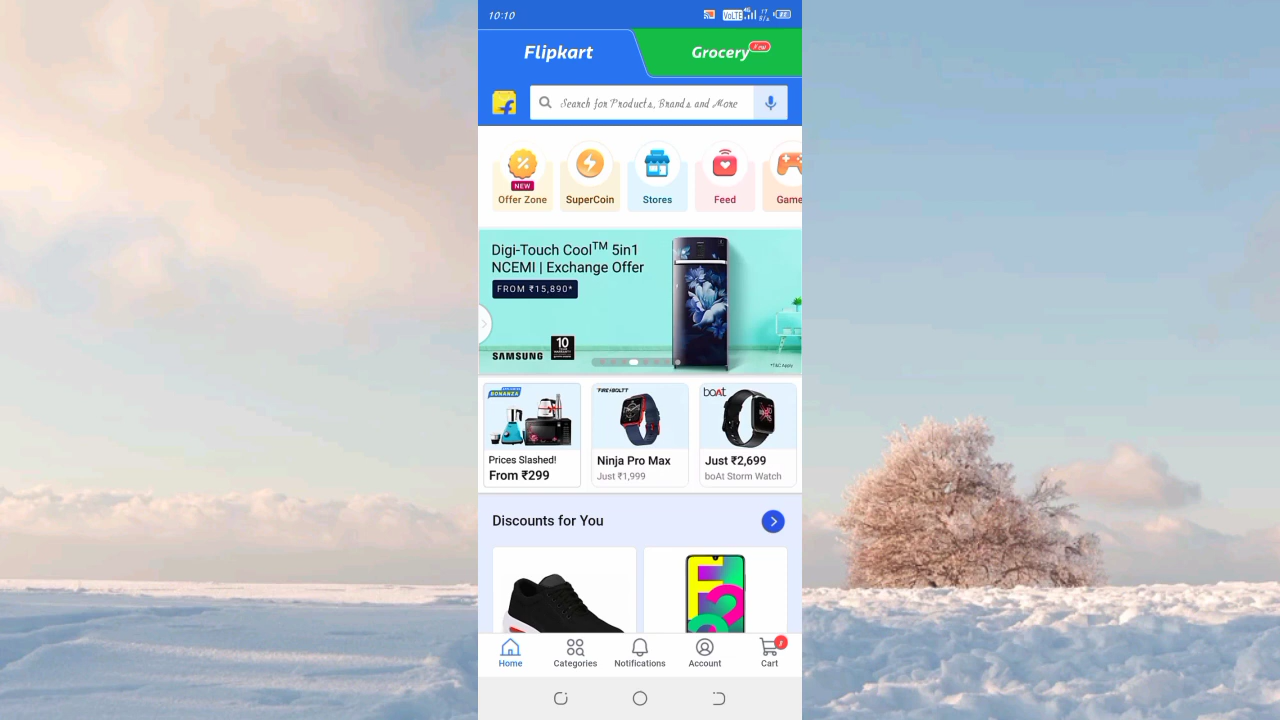 10:10
VoLTE 4G
Flipkart
Grocery
Search for Products, Brands and More
NEW
Offer Zone
SuperCoin
Stores
Feed
Game
Digi-Touch Cool™ 5in1
NCEMI | Exchange Offer
FROM ₹15,890*
SAMSUNG
10
*T&C Apply
BONANZA
FIRE-BOLTT
boAt
Prices Slashed!
Ninja Pro Max
Just ₹2,699
From ₹299
Just ₹1,999
boAt Storm Watch
Discounts for You
Home
Categories
Notifications
Account
Cart